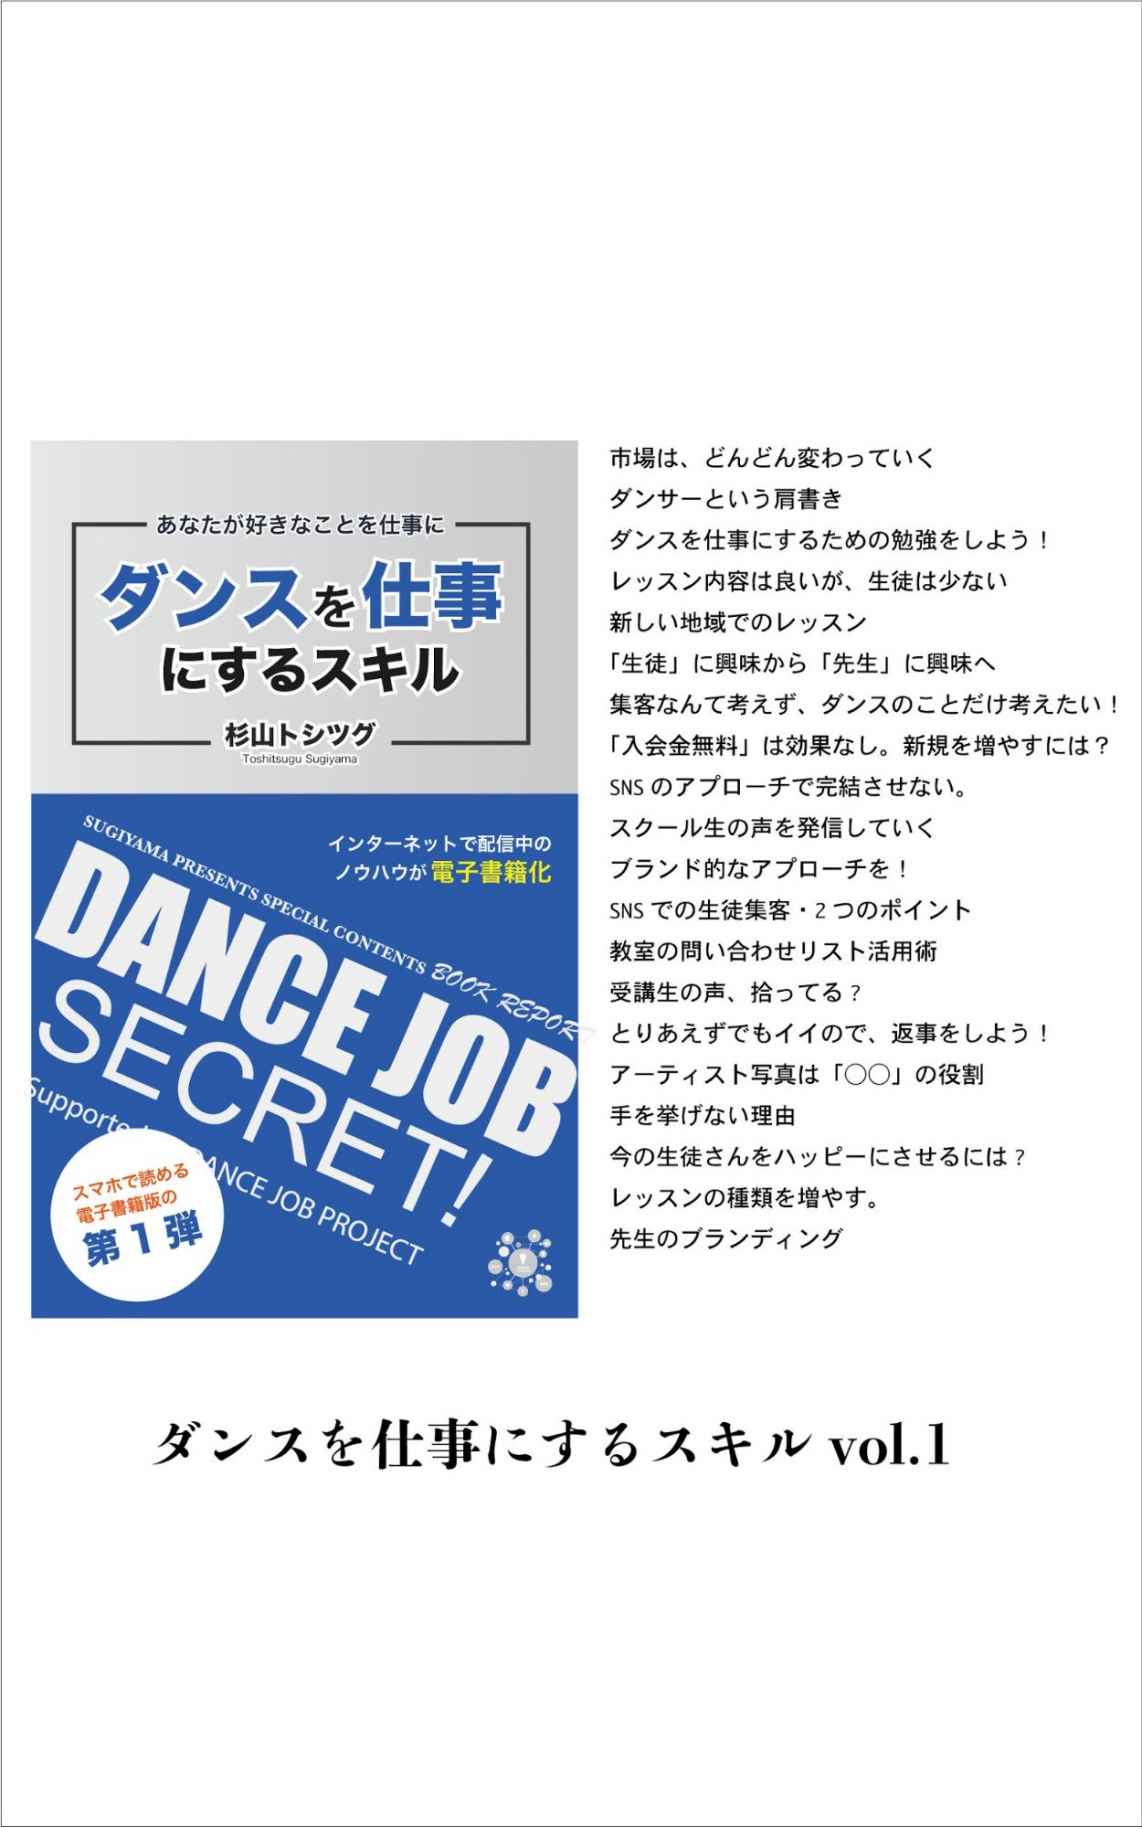 あなたが好きなことを仕事に
ダンスを仕事
にするスキル
杉山トシツグ
Toshitsugu Sugiyama
インターネットで配信中の
ノウハウが電子書籍化
SUGIYAMA PRESENTS SPECIAL CONTENTS BOOK REPORT
DANCE JOB
SECRET!
Supporte DANCE JOB PROJECT
スマホで読める
電子書籍版の
第1弾
市場は、どんどん変わっていく
ダンサーという肩書き
ダンスを仕事にするための勉強をしよう！
レッスン内容は良いが、生徒は少ない
新しい地域でのレッスン
「生徒」に興味から「先生」に興味へ
集客なんて考えず、ダンスのことだけ考えたい！
「入会金無料」は効果なし。新規を増やすには？
SNS のアプローチで完結させない。
スクール生の声を発信していく
ブランド的なアプローチを！
SNS での生徒集客・2 つのポイント
教室の問い合わせリスト活用術
受講生の声、拾ってる？
とりあえずでもイイので、返事をしよう！
アーティスト写真は「○○」の役割
手を挙げない理由
今の生徒さんをハッピーにさせるには？
レッスンの種類を増やす。
先生のブランディング
ダンスを仕事にするスキル vol.1